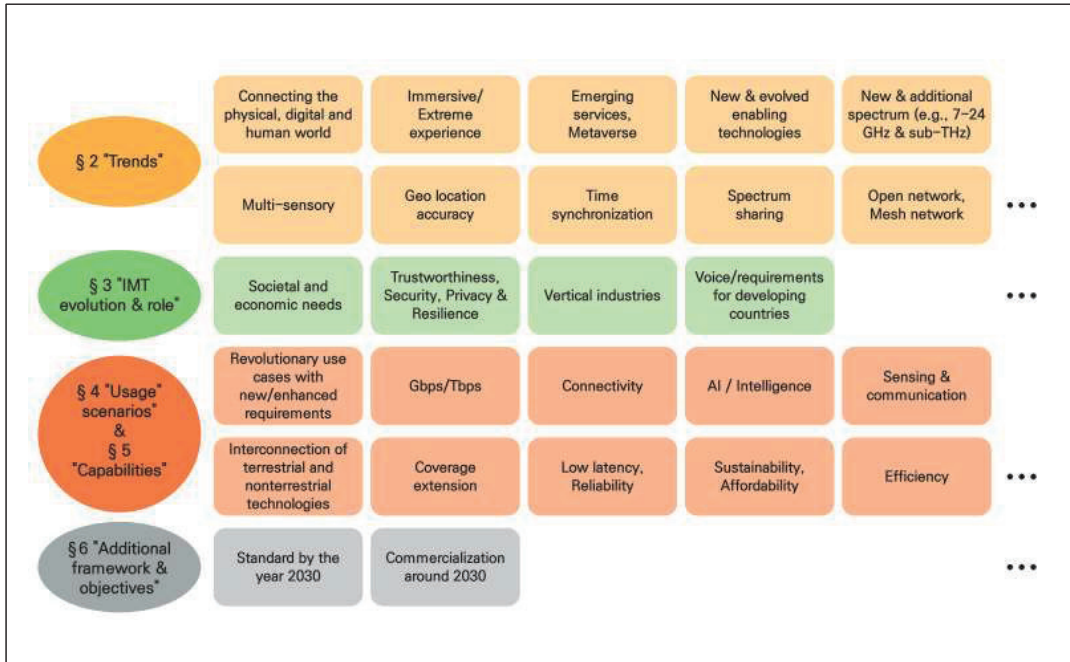 § 2 "Trends"
Connecting the
physical, digital and
human world
Immersive/
Extreme
experience
Emerging
services,
Metaverse
New & evolved
enabling
technologies
New & additional
spectrum (e.g., 7–24
GHz & sub-THz)
Multi-sensory
Geo location
accuracy
Time
synchronization
Spectrum
sharing
Open network,
Mesh network
•••
§ 3 "IMT
evolution & role"
Societal and
economic needs
Trustworthiness,
Security, Privacy &
Resilience
Vertical industries
Voice/requirements
for developing
countries
•••
§ 4 "Usage"
scenarios"
&
§ 5
"Capabilities"
Revolutionary use
cases with
new/enhanced
requirements
Gbps/Tbps
Connectivity
AI / Intelligence
Sensing &
communication
Interconnection of
terrestrial and
nonterrestrial
technologies
Coverage
extension
Low latency,
Reliability
Sustainability,
Affordability
Efficiency
•••
§ 6 "Additional
framework &
objectives"
Standard by the
year 2030
Commercialization
around 2030
•••